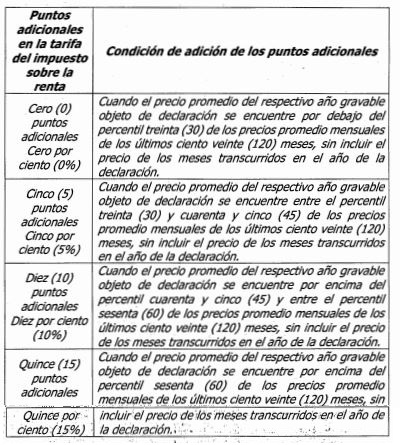 Puntos
adicionales
en la tarifa
del impuesto
sobre la
renta
Condición de adición de los puntos adicionales
Cero (0)
puntos
adicionales
Cero por
ciento (0%)
Cuando el precio promedio del respectivo año gravable
objeto de declaración se encuentre por debajo del
percentil treinta (30) de los precios promedio mensuales
de los últimos ciento veinte (120) meses, sin incluir el
precio de los meses transcurridos en el año de la
declaración.
Cinco (5)
puntos
adicionales
Cinco por
ciento (5%)
Cuando el precio promedio del respectivo año gravable
objeto de declaración se encuentre entre el percentil
treinta (30) y cuarenta y cinco (45) de los precios
promedio mensuales de los últimos ciento veinte (120)
meses, sin incluir el precio de los meses transcurridos
en el año de la declaración.
Diez (10)
puntos
adicionales
Diez por ciento
(10%)
Cuando el precio promedio del respectivo año gravable
objeto de declaración se encuentre por encima del
percentil cuarenta y cinco (45) y entre el percentil
sesenta (60) de los precios promedio mensuales de los
últimos ciento veinte (120) meses, sin incluir el precio
de los meses transcurridos en el año de la declaración.
Quince (15)
puntos
adicionales
Quince por
ciento (15%)
Cuando el precio promedio del respectivo año gravable
objeto de declaración se encuentre por encima del
percentil sesenta (60) de los precios promedio
mensuales de los últimos ciento veinte (120) meses, sin
incluir el precio de los meses transcurridos en el año de
la declaración.